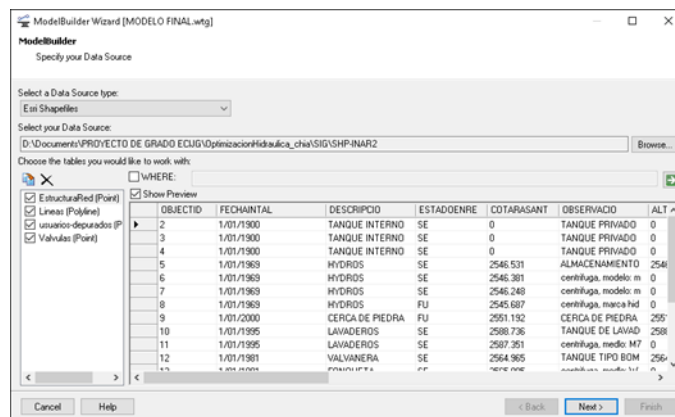 ModelBuilder Wizard [MODELO FINAL.wtg]
ModelBuilder
Specify your Data Source
Select a Data Source type:
Esri Shapefiles
Select your Data Source:
D:\Documents\PROYECTO DE GRADO ECIJG\OptimizacionHidraulica_chia\SIG\SHP-INAR2
Browse...
Choose the tables you would like to work with:
WHERE:
Show Preview
EstructuraRed (Point)
Lineas (Polyline)
usuarios-depurados (P
Valvulas (Point)
OBJECTID FECHAINTAL DESCRIPCIO ESTADOENRE COTARASANT OBSERVACIO ALT
2 1/01/1900 TANQUE INTERNO SE 0 TANQUE PRIVADO 0
3 1/01/1900 TANQUE INTERNO SE 0 TANQUE PRIVADO 0
4 1/01/1900 TANQUE INTERNO SE 0 TANQUE PRIVADO 0
5 1/01/1969 HYDROS SE 2546.531 ALMACENAMIENTO 254
6 1/01/1969 HYDROS SE 2546.381 centrifuga, modelo: m 0
7 1/01/1969 HYDROS SE 2546.248 centrifuga, modelo: m 0
8 1/01/1969 HYDROS FU 2545.687 centrifuga, marca hid 0
9 1/01/2000 CERCA DE PIEDRA FU 2551.192 CERCA DE PIEDRA 255
10 1/01/1995 LAVADEROS SE 2588.736 TANQUE DE LAVAD 258
11 1/01/1995 LAVADEROS SE 2587.351 centrifuga, medlo: M7 0
12 1/01/1981 VALVANERA SE 2564.965 TANQUE TIPO BOM 256
Cancel
Help
< Back
Next >
Finish